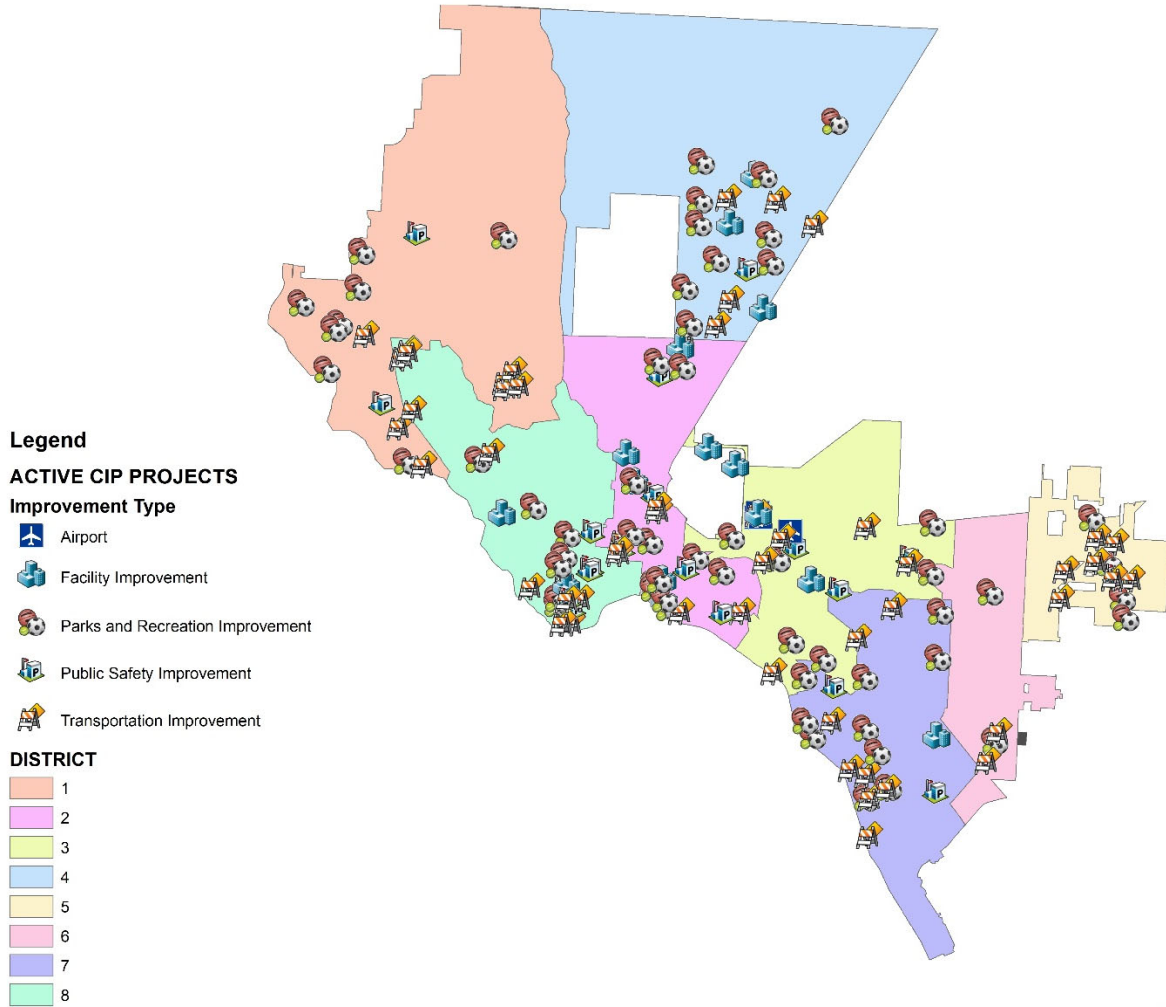 Legend
ACTIVE CIP PROJECTS
Improvement Type
Airport
Facility Improvement
Parks and Recreation Improvement
Public Safety Improvement
Transportation Improvement
DISTRICT
1
2
3
4
5
6
7
8